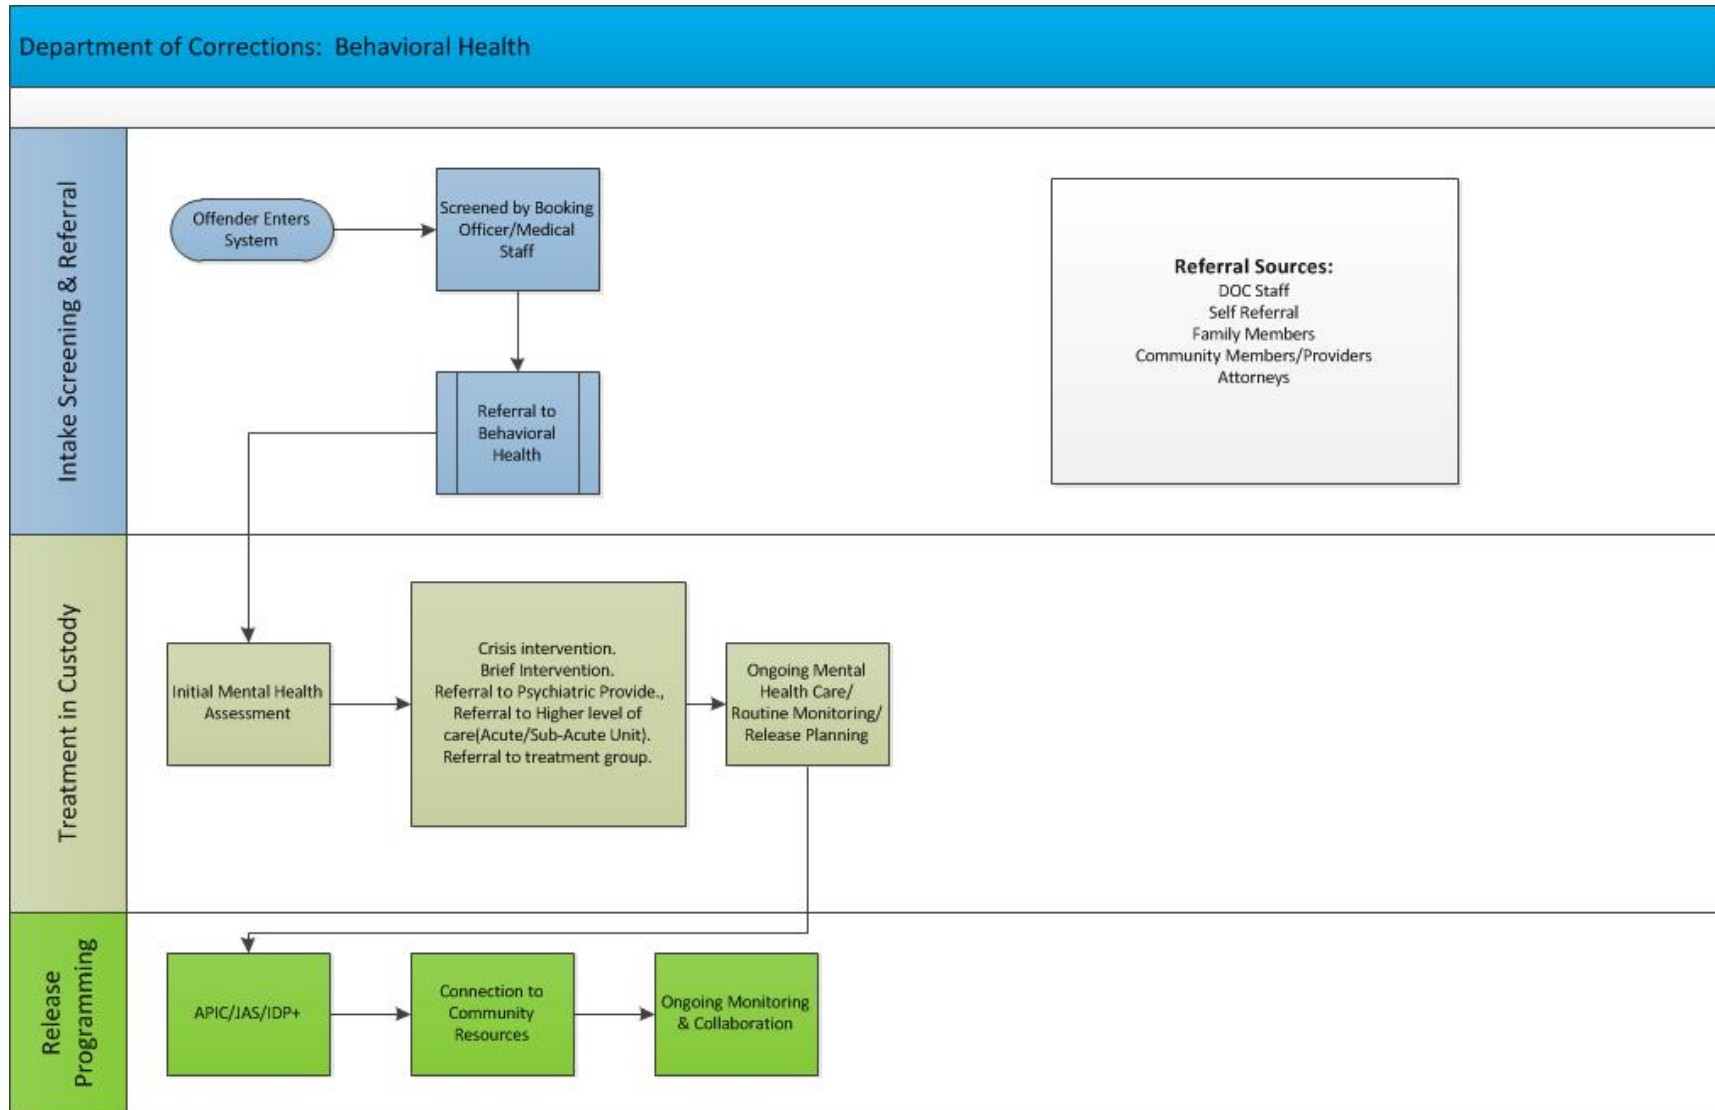 Department of Corrections:  Behavioral Health
Intake Screening & Referral
Offender Enters
System
Screened by Booking
Officer/Medical
Staff
Referral to
Behavioral
Health
Referral Sources:
DOC Staff
Self Referral
Family Members
Community Members/Providers
Attorneys
Treatment in Custody
Initial Mental Health
Assessment
Crisis intervention.
Brief Intervention.
Referral to Psychiatric Provide.,
Referral to Higher level of
care(Acute/Sub-Acute Unit).
Referral to treatment group.
Ongoing Mental
Health Care/
Routine Monitoring/
Release Planning
Release
Programming
APIC/JAS/IDP+
Connection to
Community
Resources
Ongoing Monitoring
& Collaboration